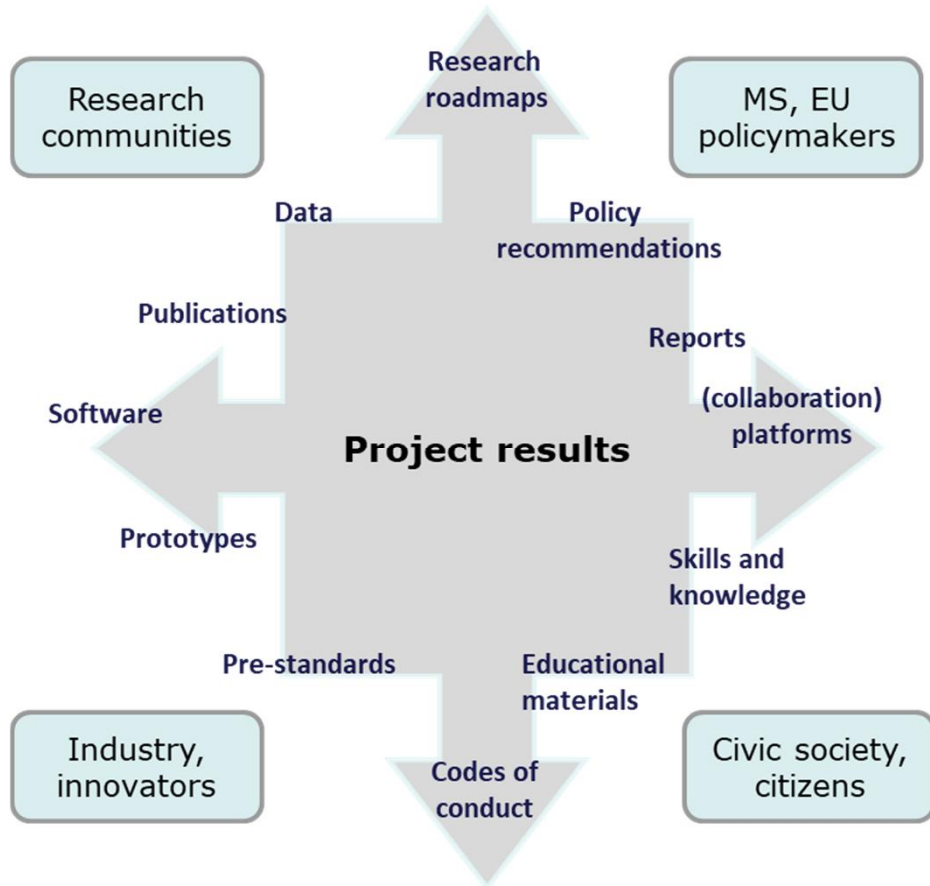 Research
roadmaps
Research
communities
MS, EU
policymakers
Data
Policy
recommendations
Publications
Reports
Software
(collaboration)
platforms
Project results
Prototypes
Skills and
knowledge
Pre-standards
Educational
materials
Industry,
innovators
Codes of
conduct
Civic society,
citizens